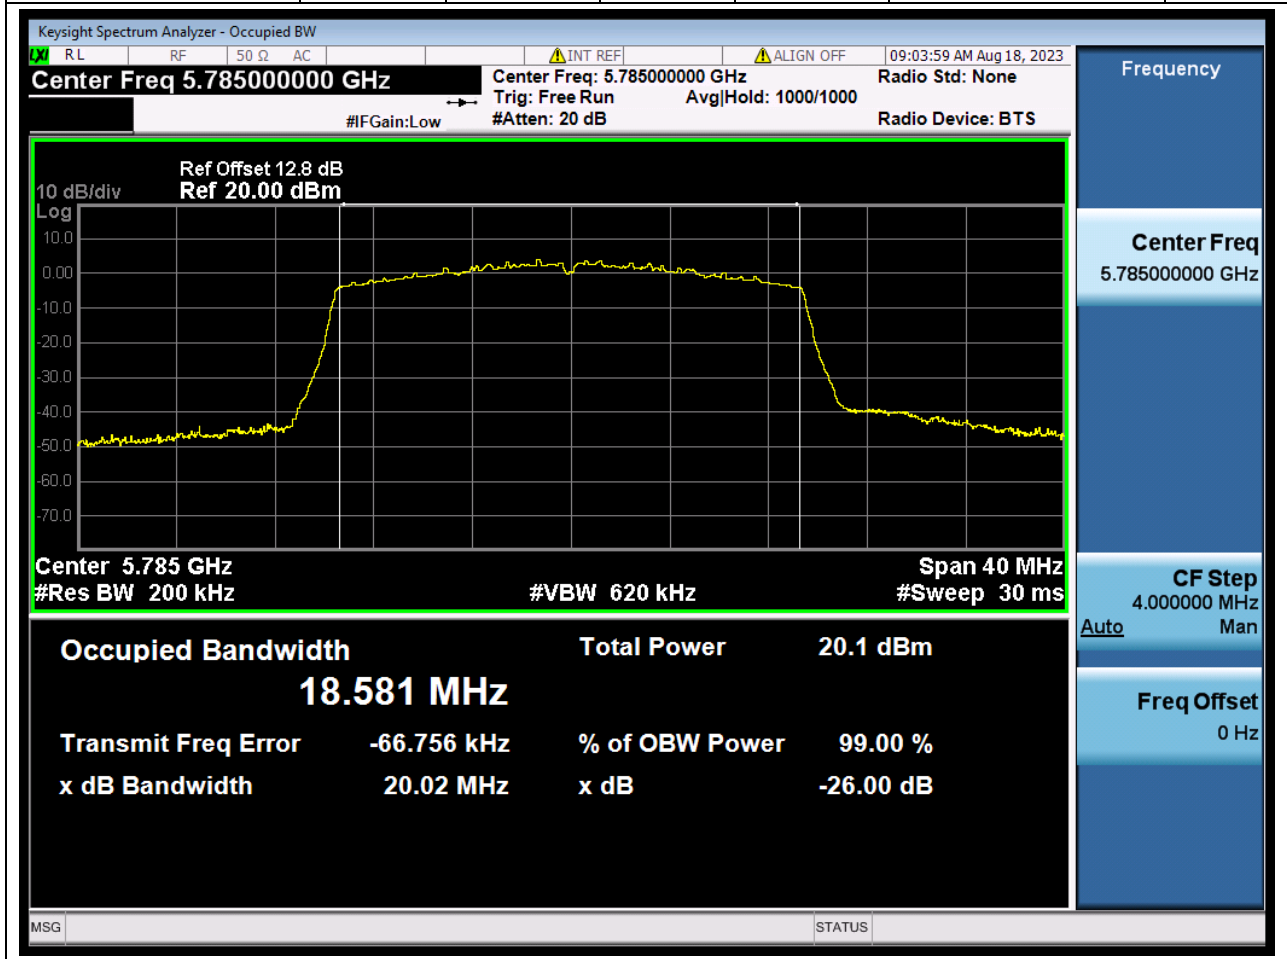 Keysight Spectrum Analyzer - Occupied BW
LXI RL RF 50 Ω AC INT REF ALIGN OFF 09:03:59 AM Aug 18, 2023
Center Freq 5.785000000 GHz
Center Freq: 5.785000000 GHz
Radio Std: None
Trig: Free Run Avg|Hold: 1000/1000
#IFGain:Low
#Atten: 20 dB
Radio Device: BTS
Ref Offset 12.8 dB
10 dB/div Ref 20.00 dBm
Log
10.0
0.00
-10.0
-20.0
-30.0
-40.0
-50.0
-60.0
-70.0
Center 5.785 GHz Span 40 MHz
#Res BW 200 kHz #VBW 620 kHz #Sweep 30 ms
Occupied Bandwidth Total Power 20.1 dBm
18.581 MHz
Transmit Freq Error -66.756 kHz % of OBW Power 99.00 %
x dB Bandwidth 20.02 MHz x dB -26.00 dB
MSG STATUS
Frequency
Center Freq
5.785000000 GHz
CF Step
4.000000 MHz
Auto Man
Freq Offset
0 Hz